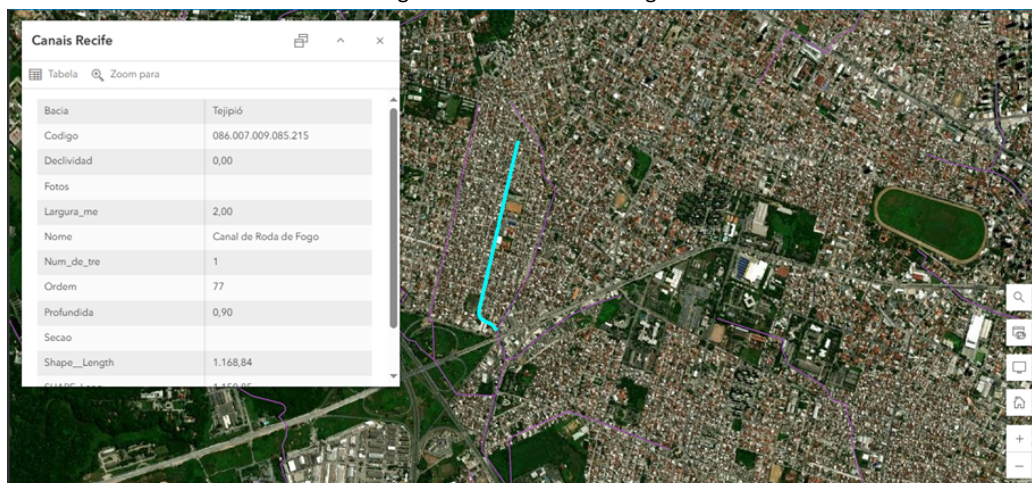 Canais Recife
Tabela Zoom para
Bacia Tejipió
Codigo 086.007.009.085.215
Declividad 0,00
Fotos
Largura_me 2,00
Nome Canal de Roda de Fogo
Num_de_tre 1
Ordem 77
Profundida 0,90
Secao
Shape__Length 1.168,84